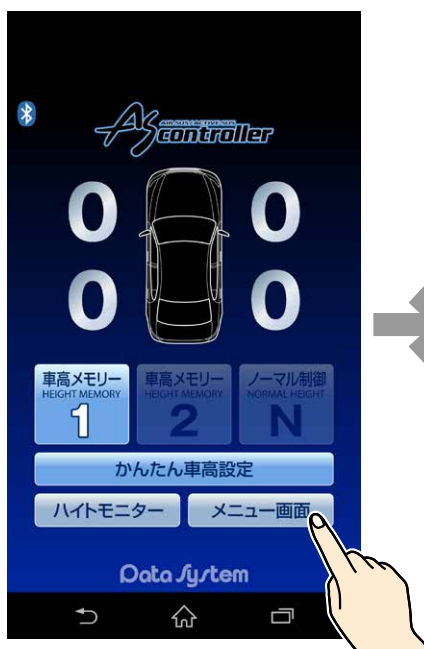 AIR SUS / ACTIVE SUS
AS controller
0 0
0 0
車高メモリー 車高メモリー ノーマル制御
HEIGHT MEMORY HEIGHT MEMORY NORMAL HEIGHT
1 2 N
かんたん車高設定
ハイトモニター メニュー画面
Data System